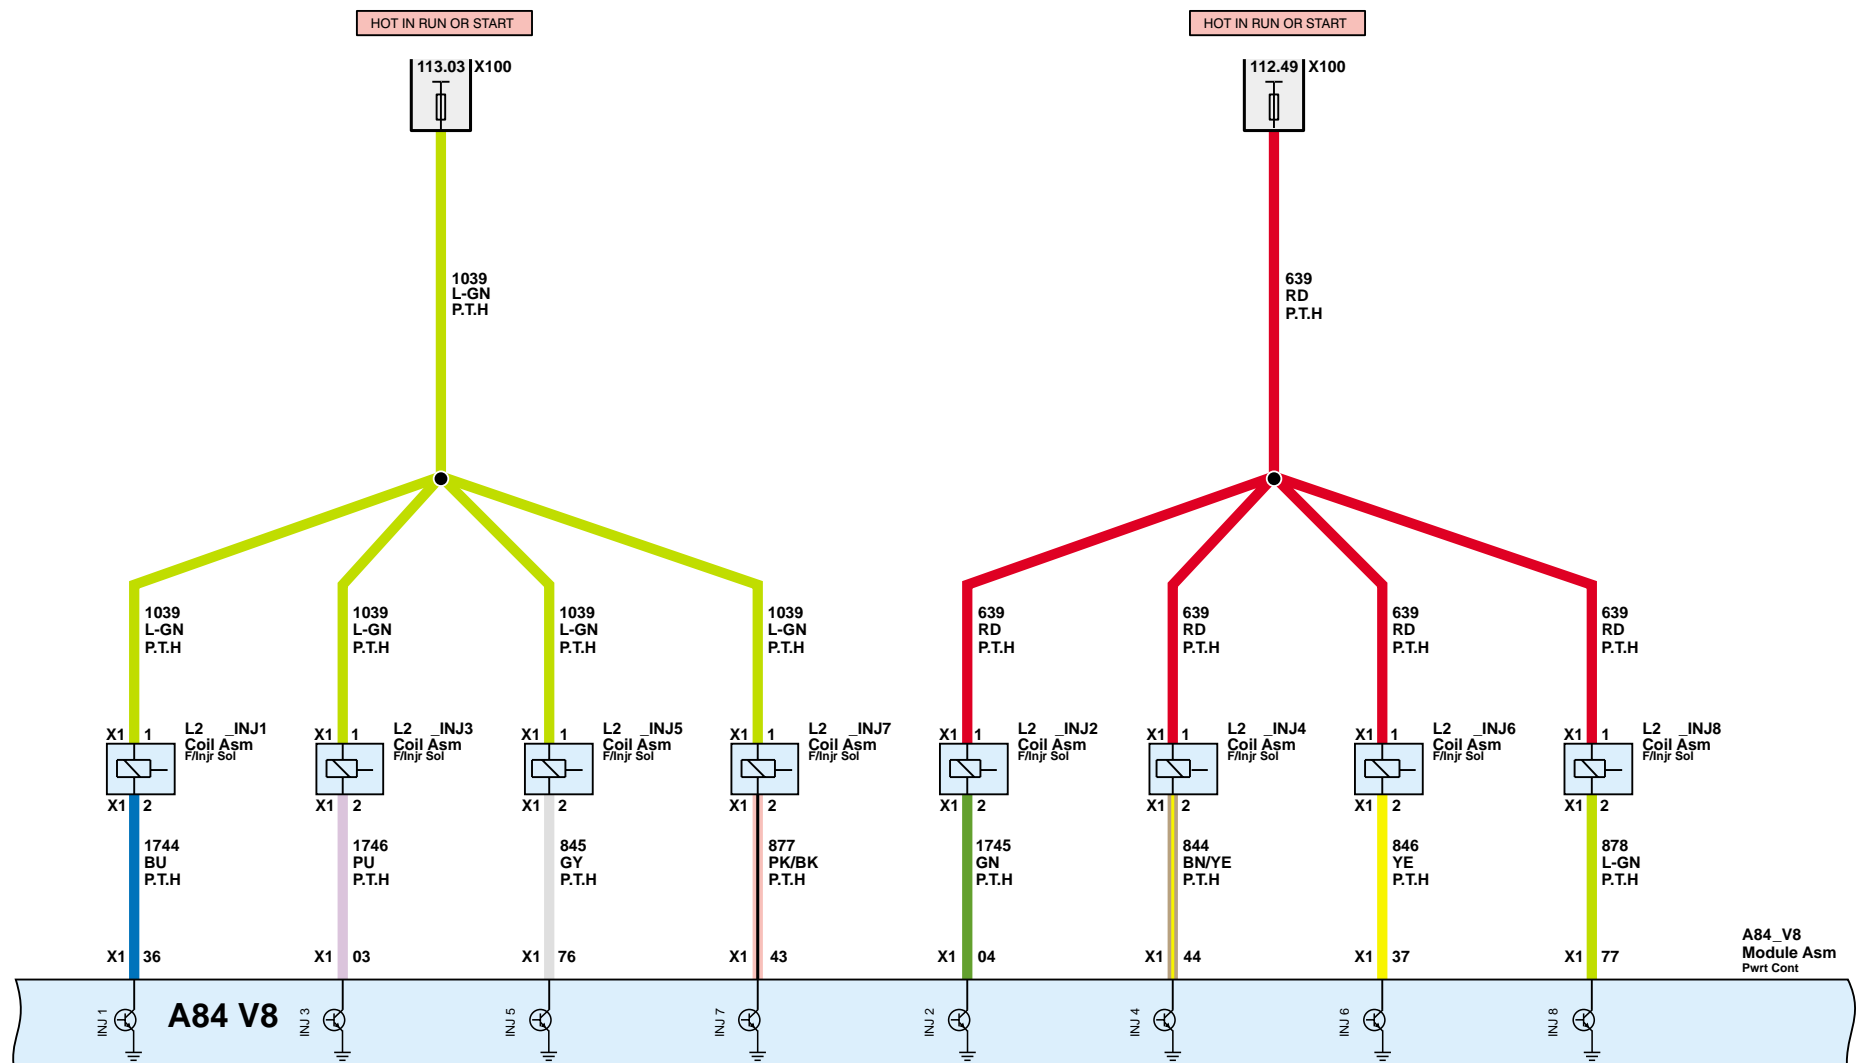 HOT IN RUN OR START
HOT IN RUN OR START
113.03 X100
112.49 X100
1039
L-GN
P.T.H
639
RD
P.T.H
1039
L-GN
P.T.H
1039
L-GN
P.T.H
1039
L-GN
P.T.H
1039
L-GN
P.T.H
639
RD
P.T.H
639
RD
P.T.H
639
RD
P.T.H
639
RD
P.T.H
X1 1
L2 _INJ1
Coil Asm
F/Injr Sol
X1 2
X1 1
L2 _INJ3
Coil Asm
F/Injr Sol
X1 2
X1 1
L2 _INJ5
Coil Asm
F/Injr Sol
X1 2
X1 1
L2 _INJ7
Coil Asm
F/Injr Sol
X1 2
X1 1
L2 _INJ2
Coil Asm
F/Injr Sol
X1 2
X1 1
L2 _INJ4
Coil Asm
F/Injr Sol
X1 2
X1 1
L2 _INJ6
Coil Asm
F/Injr Sol
X1 2
X1 1
L2 _INJ8
Coil Asm
F/Injr Sol
X1 2
1744
BU
P.T.H
1746
PU
P.T.H
845
GY
P.T.H
877
PK/BK
P.T.H
1745
GN
P.T.H
844
BN/YE
P.T.H
846
YE
P.T.H
878
L-GN
P.T.H
X1 36
X1 03
X1 76
X1 43
X1 04
X1 44
X1 37
X1 77
A84_V8
Module Asm
Pwrt Cont
INJ 1
A84 V8
INJ 3
INJ 5
INJ 7
INJ 2
INJ 4
INJ 6
INJ 8